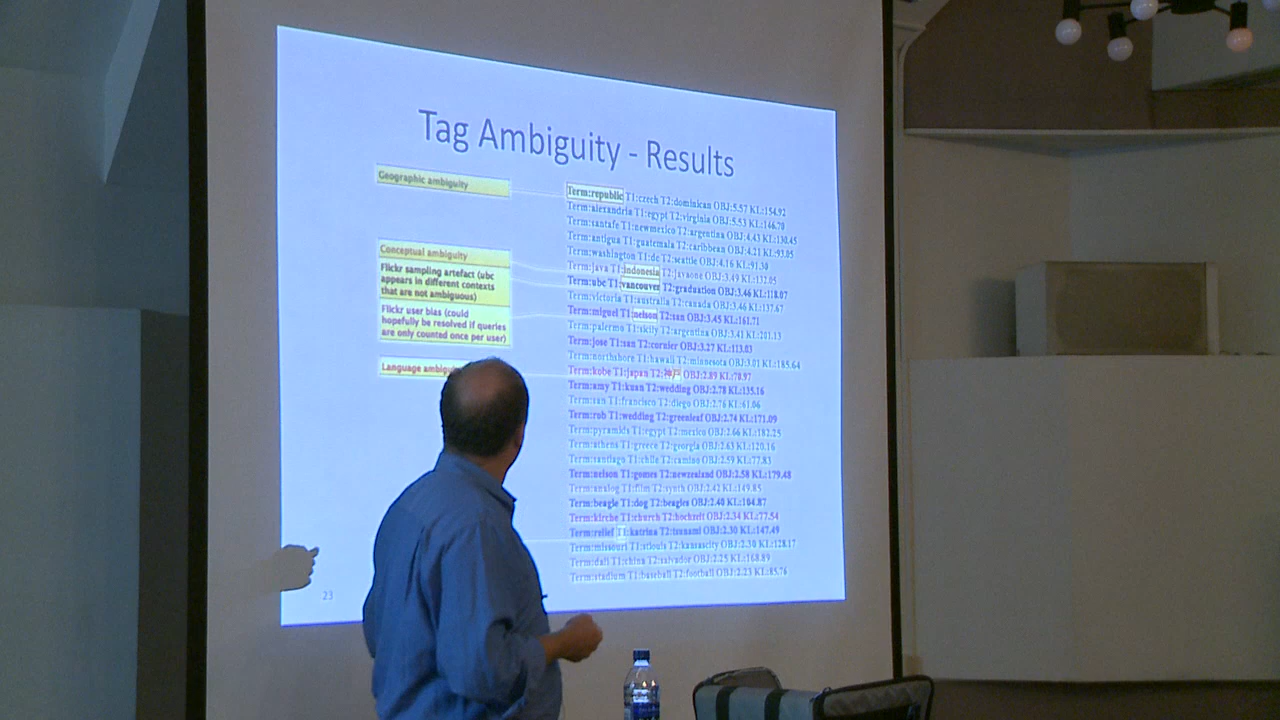 Tag Ambiguity - Results
Geographic ambiguity
Conceptual ambiguity
Flickr sampling artefact (ubc
appears in different contexts
that are not ambiguous)
Flickr user bias (could
hopefully be resolved if queries
are only counted once per user)
Language
Term:republic T1:czech T2:dominican OBJ:5.57 KL:154.92
Term:alexandria T1:egypt T2:virginia OBJ:5.53 KL:146.70
Term:santafe T1:newmexico T2:argentina OBJ:4.43 KL:130.45
Term:antigua T1:guatemala T2:caribbean OBJ:4.21 KL:93.05
Term:washington T1:dc T2:seattle OBJ:4.16 KL:91.30
Term:java T1:indonesia T2:javaone OBJ:3.49 KL:132.05
Term:ubc T1:vancouver T2:graduation OBJ:3.46 KL:118.07
Term:victoria T1:australia T2:canada OBJ:3.46 KL:137.67
Term:miguel T1:nelson T2:san OBJ:3.45 KL:161.71
Term:palermo T1:sicily T2:argentina OBJ:3.41 KL:201.13
Term:jose T1:san T2:cornier OBJ:3.27 KL:113.03
Term:northshore T1:hawaii T2:minnesota OBJ:3.01 KL:185.64
Term:kobe T1:japan T2:神戸 OBJ:2.89 KL:78.97
Term:amy T1:kuan T2:wedding OBJ:2.78 KL:135.16
Term:san T1:francisco T2:diego OBJ:2.76 KL:61.06
Term:rob T1:wedding T2:greenleaf OBJ:2.74 KL:171.09
Term:pyramids T1:egypt T2:mexico OBJ:2.66 KL:182.25
Term:athens T1:greece T2:georgia OBJ:2.63 KL:120.16
Term:santiago T1:chile T2:camino OBJ:2.59 KL:77.83
Term:nelson T1:gomes T2:newzealand OBJ:2.58 KL:179.48
Term:analog T1:film T2:synth OBJ:2.42 KL:149.85
Term:beagle T1:dog T2:beagles OBJ:2.40 KL:104.87
Term:kirche T1:church T2:hochzeit OBJ:2.34 KL:77.54
Term:relief T1:katrina T2:tsunami OBJ:2.30 KL:147.49
Term:missouri T1:stlouis T2:kansascity OBJ:2.30 KL:128.17
Term:dali T1:china T2:salvador OBJ:2.25 KL:168.89
Term:stadium T1:baseball T2:football OBJ:2.23 KL:85.76
23